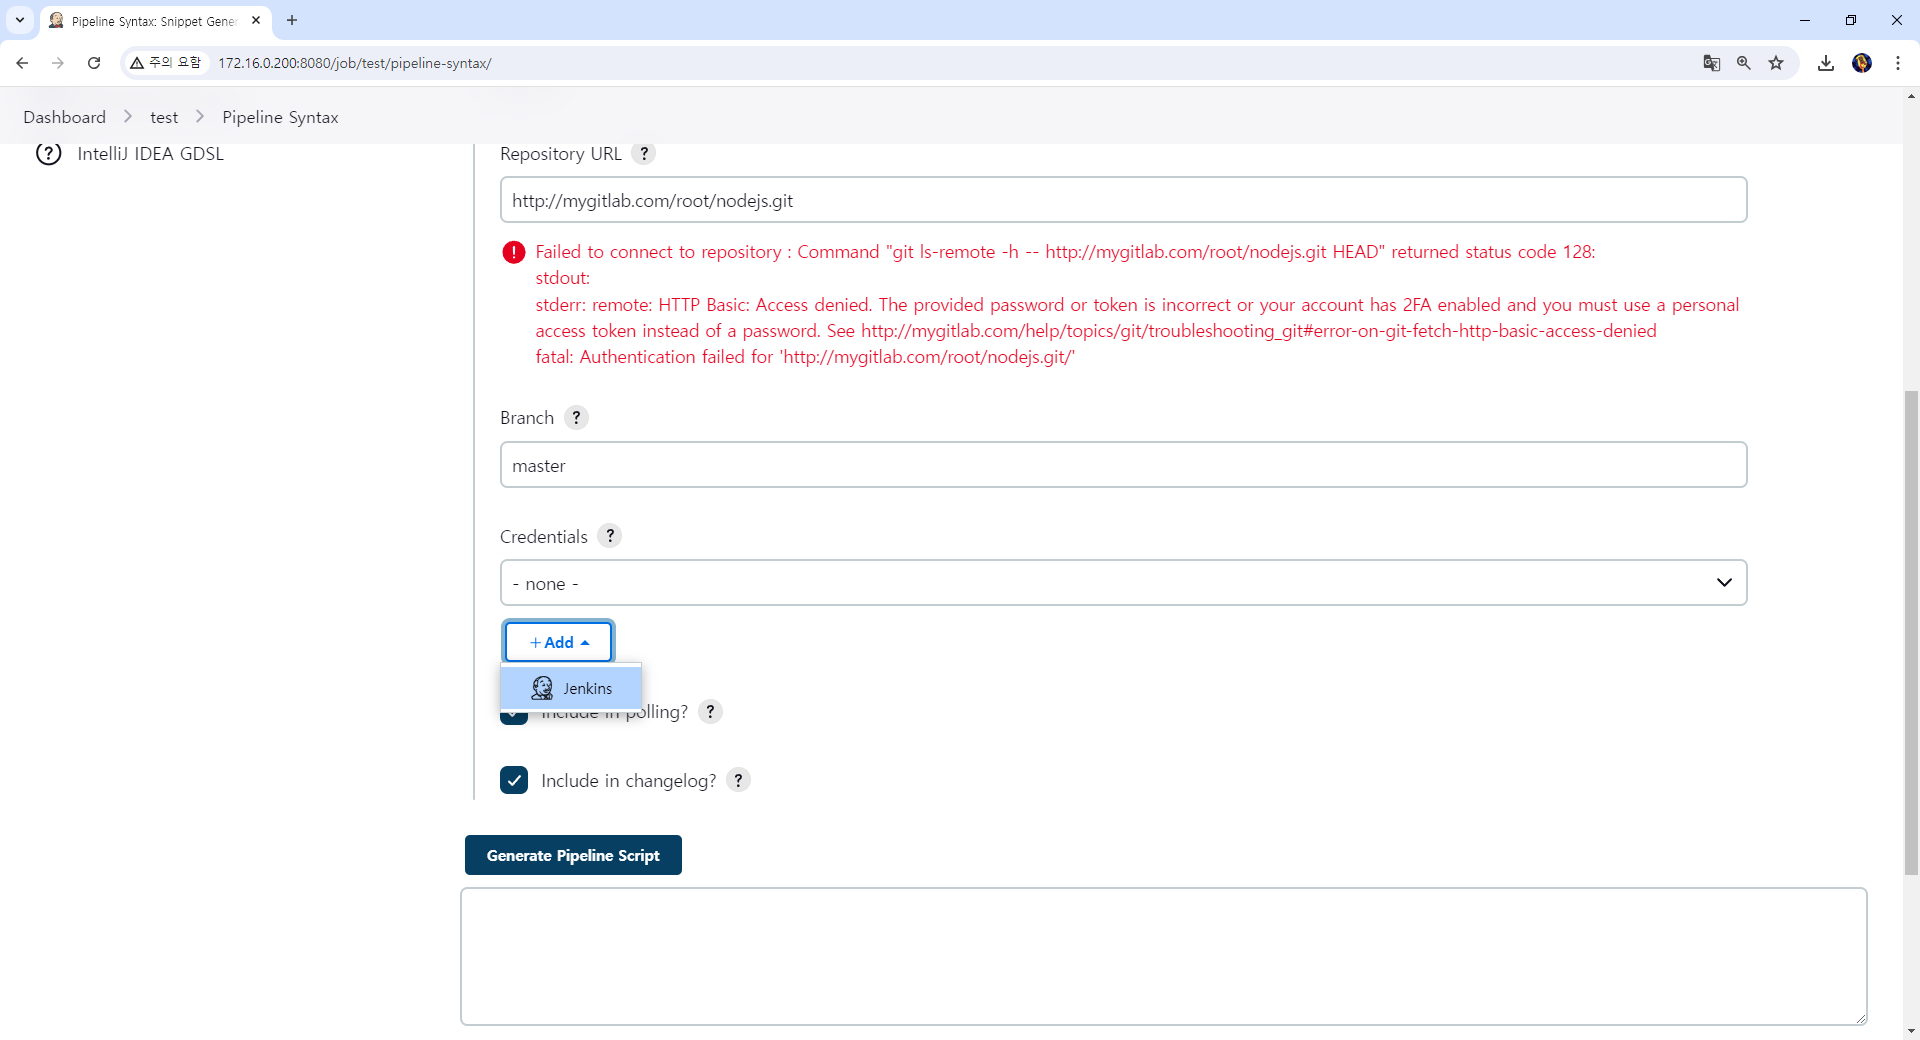 Pipeline Syntax: Snippet Gener
주의 요함
172.16.0.200:8080/job/test/pipeline-syntax/
Dashboard > test > Pipeline Syntax
? IntelliJ IDEA GDSL
Repository URL ?
http://mygitlab.com/root/nodejs.git
! Failed to connect to repository : Command "git ls-remote -h -- http://mygitlab.com/root/nodejs.git HEAD" returned status code 128:
stdout:
stderr: remote: HTTP Basic: Access denied. The provided password or token is incorrect or your account has 2FA enabled and you must use a personal
access token instead of a password. See http://mygitlab.com/help/topics/git/troubleshooting_git#error-on-git-fetch-http-basic-access-denied
fatal: Authentication failed for 'http://mygitlab.com/root/nodejs.git/'
Branch ?
master
Credentials ?
- none -
+ Add
Jenkins
Include in polling? ?
Include in changelog? ?
Generate Pipeline Script